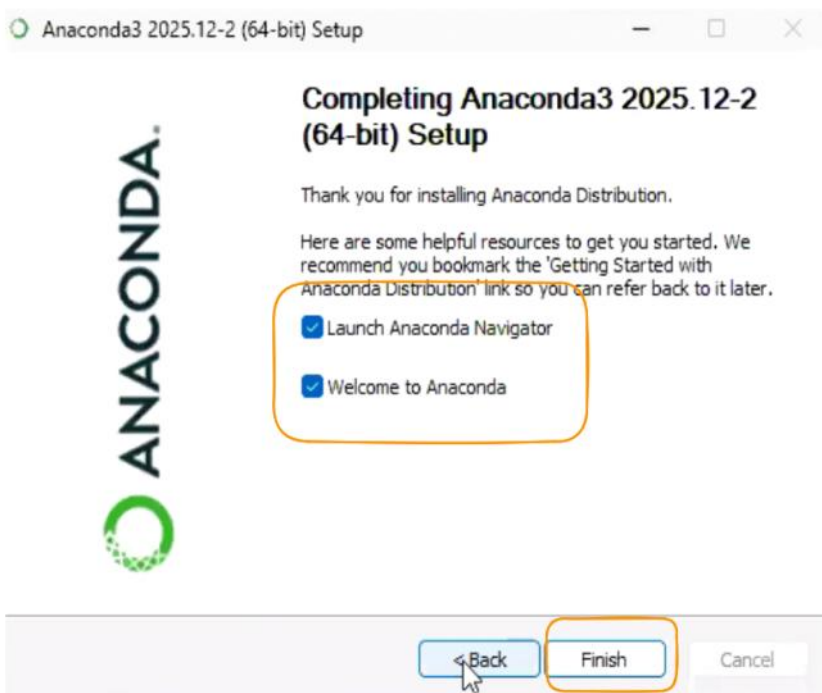 Anaconda3 2025.12-2 (64-bit) Setup
Completing Anaconda3 2025.12-2
(64-bit) Setup
Thank you for installing Anaconda Distribution.
Here are some helpful resources to get you started. We
recommend you bookmark the 'Getting Started with
Anaconda Distribution' link so you can refer back to it later.
Launch Anaconda Navigator
Welcome to Anaconda
ANACONDA.
< Back
Finish
Cancel